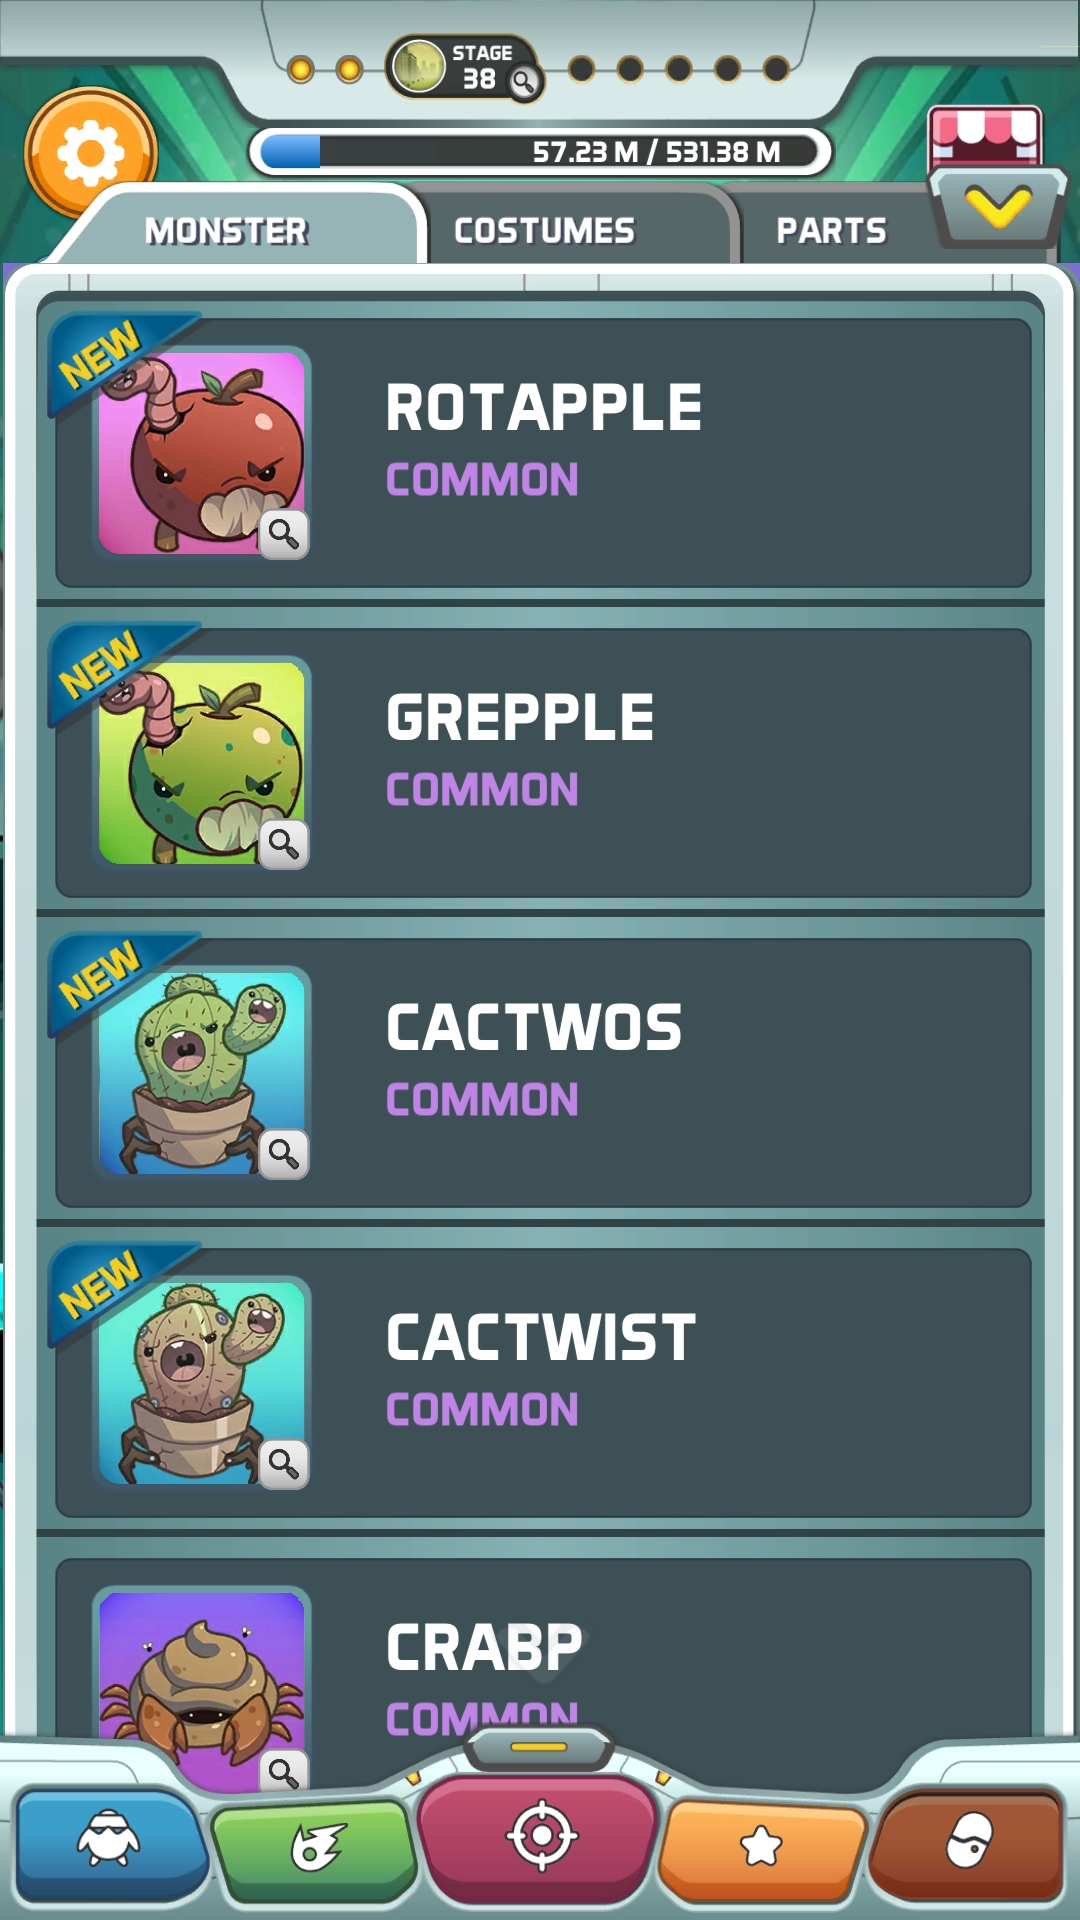 STAGE
38
57.23 M / 531.38 M
MONSTER
COSTUMES
PARTS
NEW
ROTAPPLE
COMMON
NEW
GREPPLE
COMMON
NEW
CACTWOS
COMMON
NEW
CACTWIST
COMMON
CRABP
COMMON